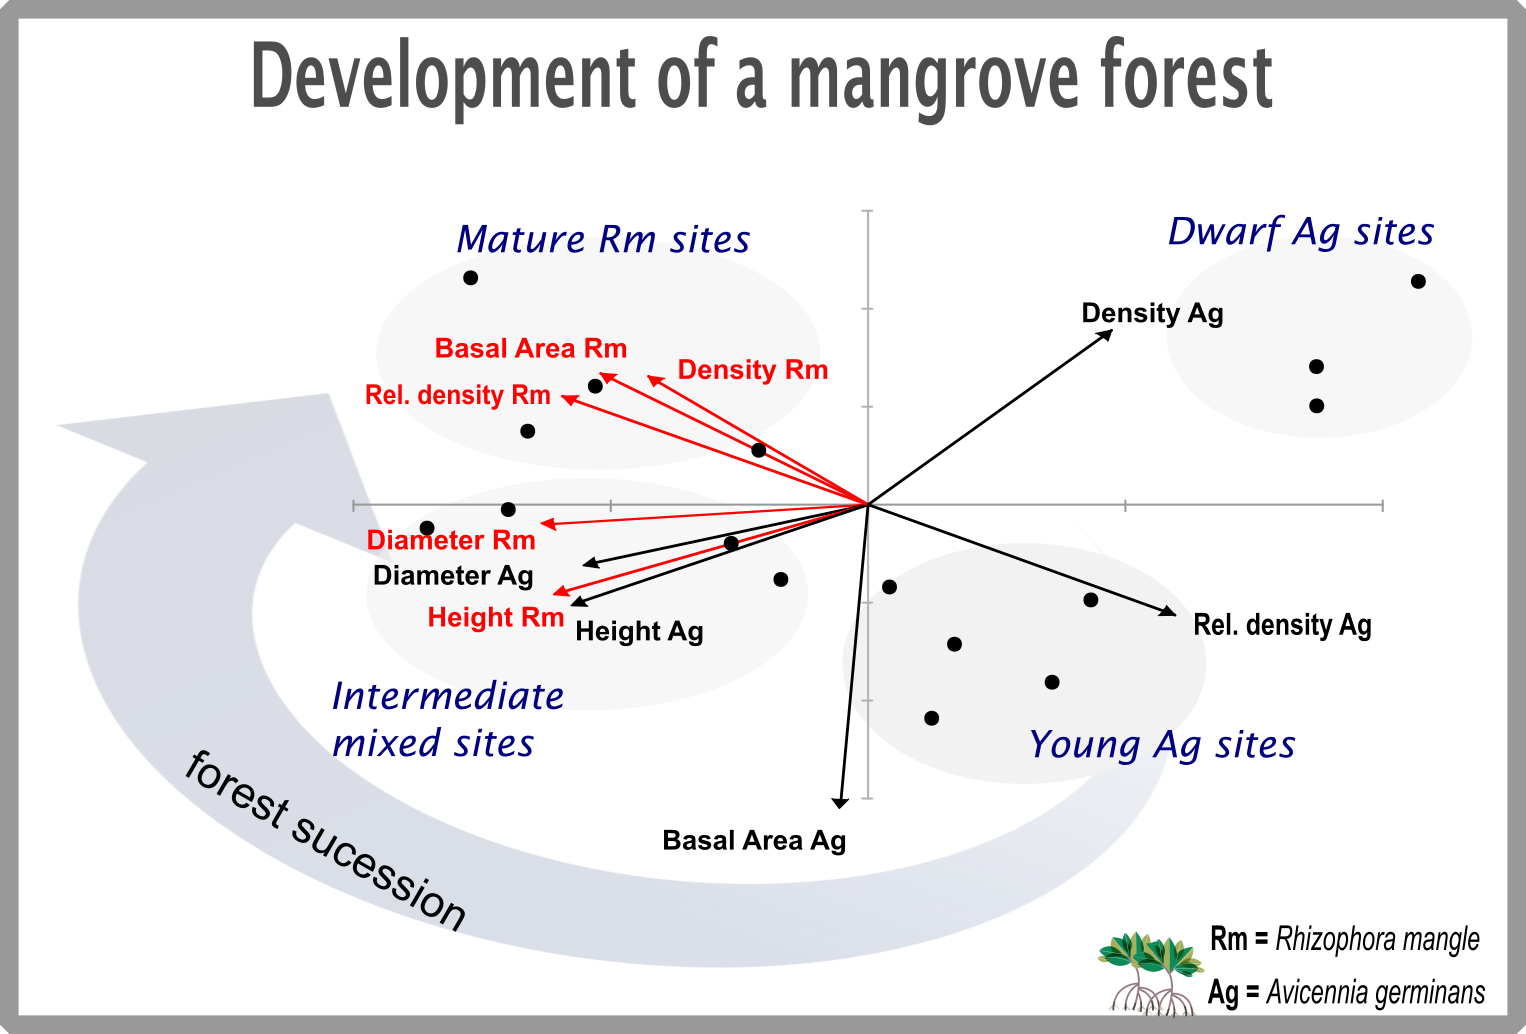 Development of a mangrove forest
Mature Rm sites
Dwarf Ag sites
Density Ag
Basal Area Rm
Density Rm
Rel. density Rm
Diameter Rm
Diameter Ag
Height Rm
Height Ag
Rel. density Ag
Intermediate
mixed sites
Young Ag sites
forest sucession
Basal Area Ag
Rm = Rhizophora mangle
Ag = Avicennia germinans